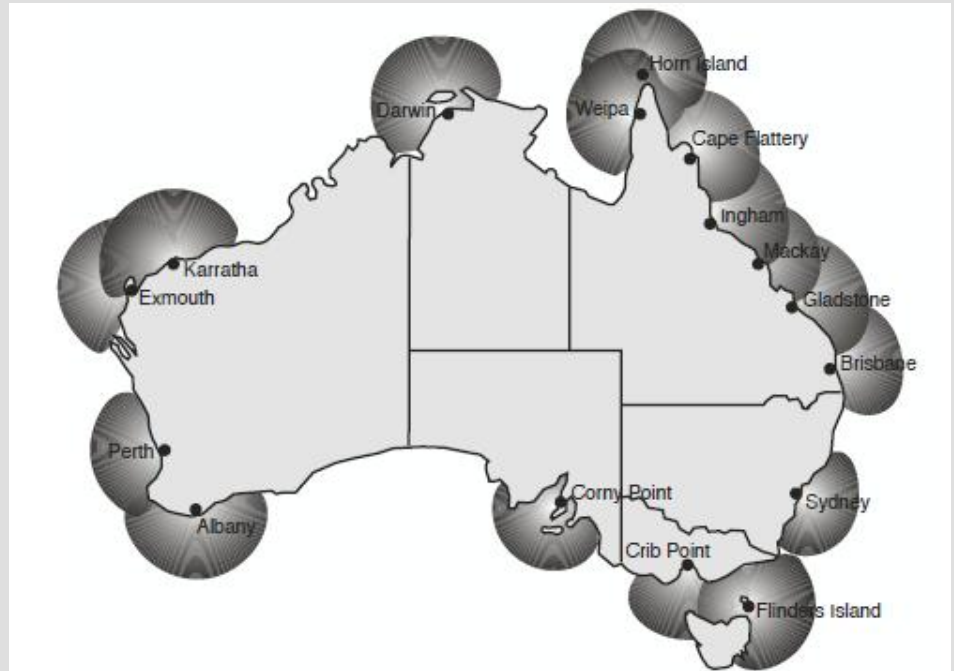 Horn Island
Darwin
Weipa
Cape Flattery
Ingham
Mackay
Karratha
Exmouth
Gladstone
Brisbane
Perth
Corny Point
Sydney
Albany
Crib Point
Flinders Island